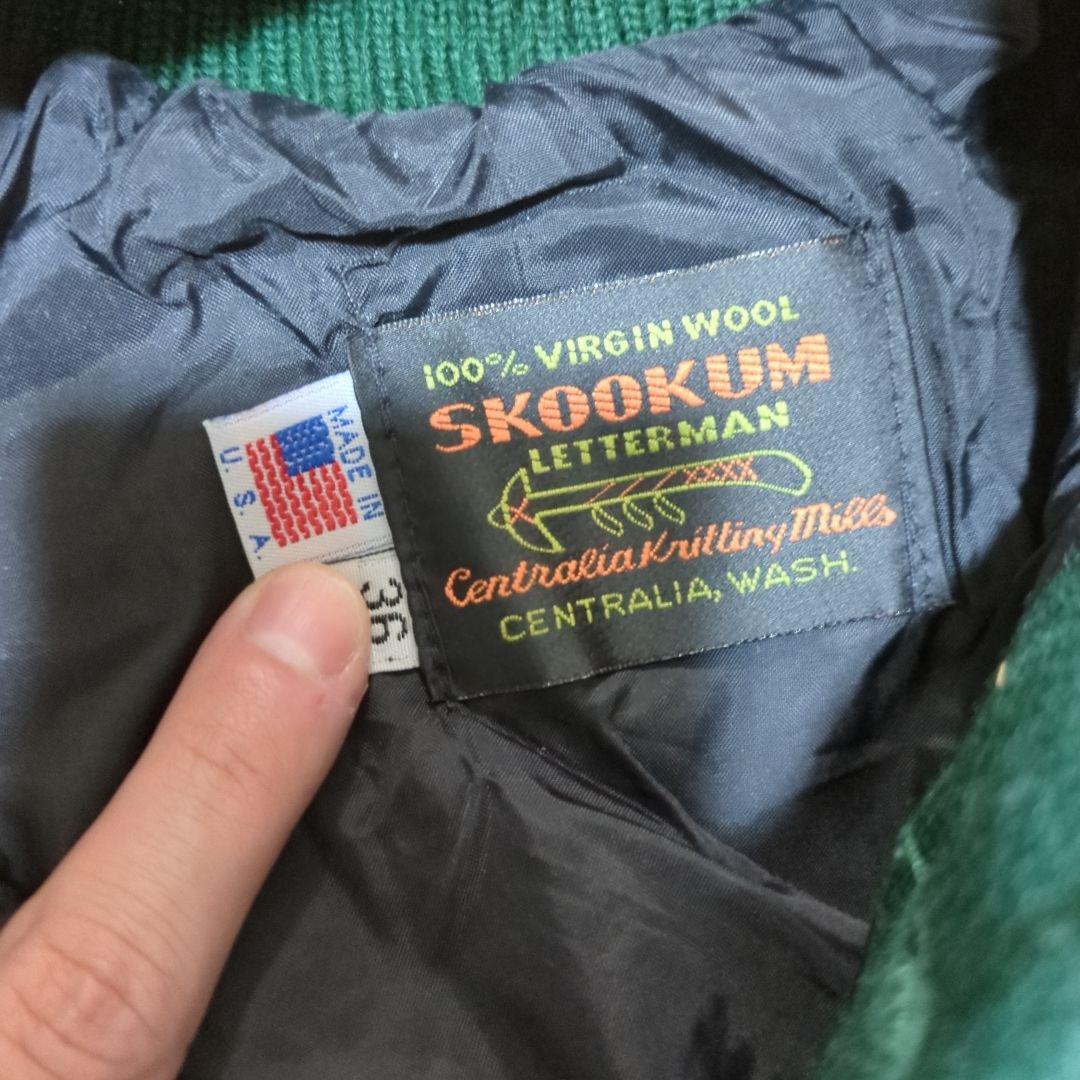 100% VIRGIN WOOL
SKOOKUM
LETTERMAN
Centralia Knitting Mills
CENTRALIA, WASH.
MADE IN
U. S. A.
36